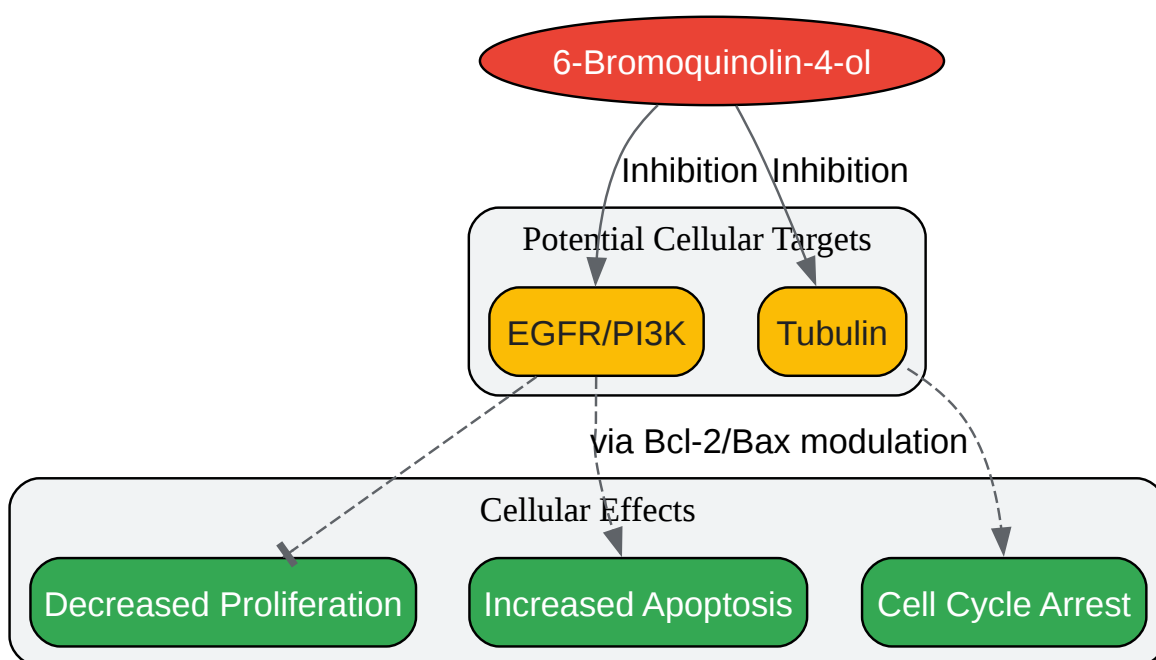 6-Bromoquinolin-4-ol
Inhibition Inhibition
Potential Cellular Targets
EGFR/PI3K Tubulin
via Bcl-2/Bax modulation
Cellular Effects
Decreased Proliferation Increased Apoptosis Cell Cycle Arrest